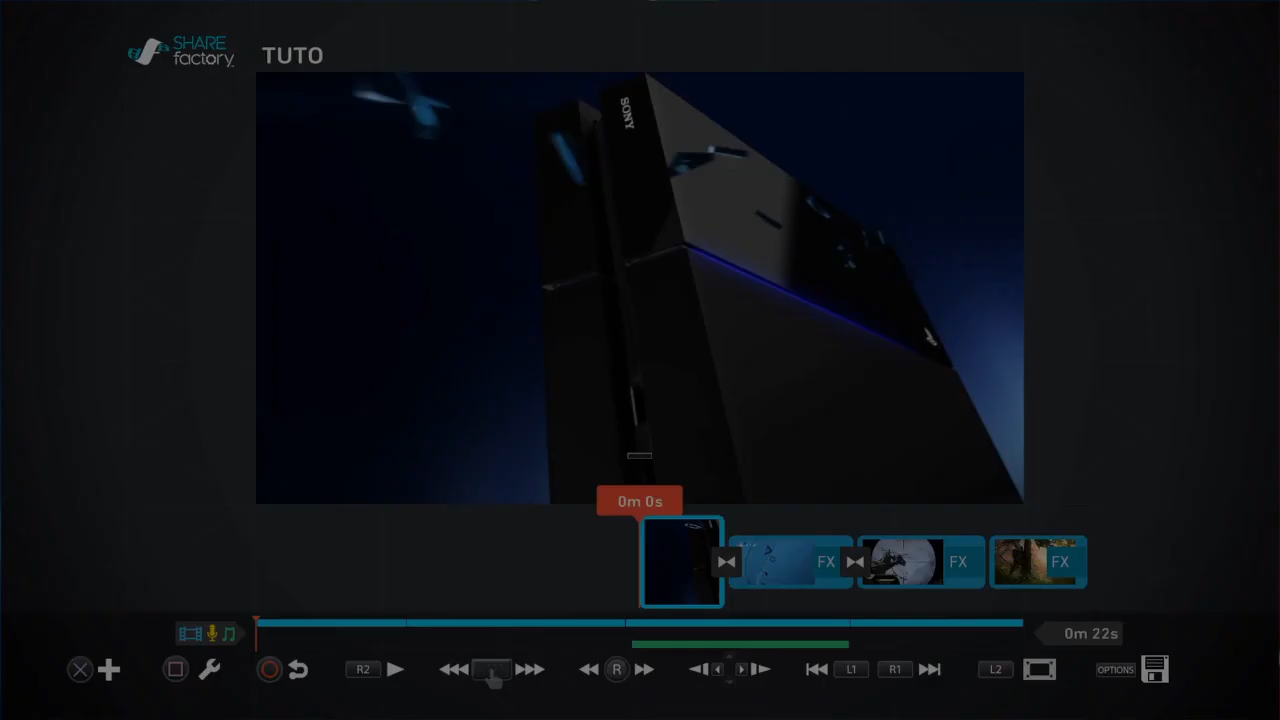 SHARE
factory
TUTO
SONY
0m 0s
FX
FX
FX
0m 22s
R2
R
L1
R1
L2
OPTIONS